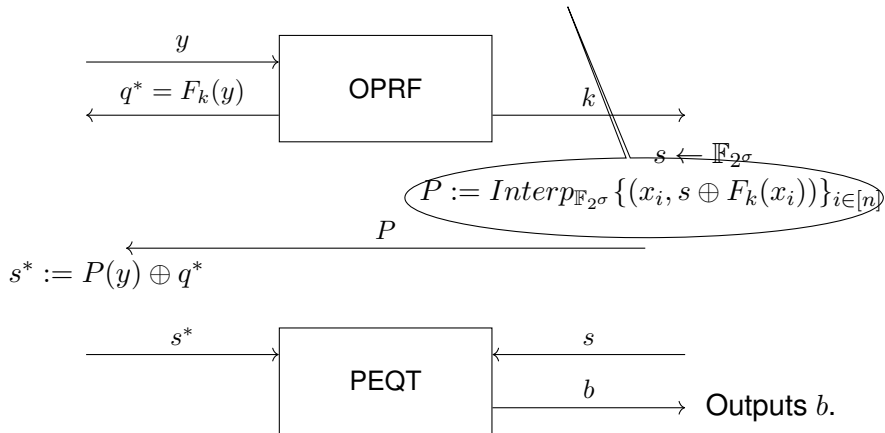 y
OPRF
q* = F_k(y)
k
s ← 𝔽_{2^σ}
P := Interp_{𝔽_{2^σ}}{(x_i, s ⊕ F_k(x_i))}_{i∈[n]}
P
s* := P(y) ⊕ q*
s*
s
PEQT
b
Outputs b.